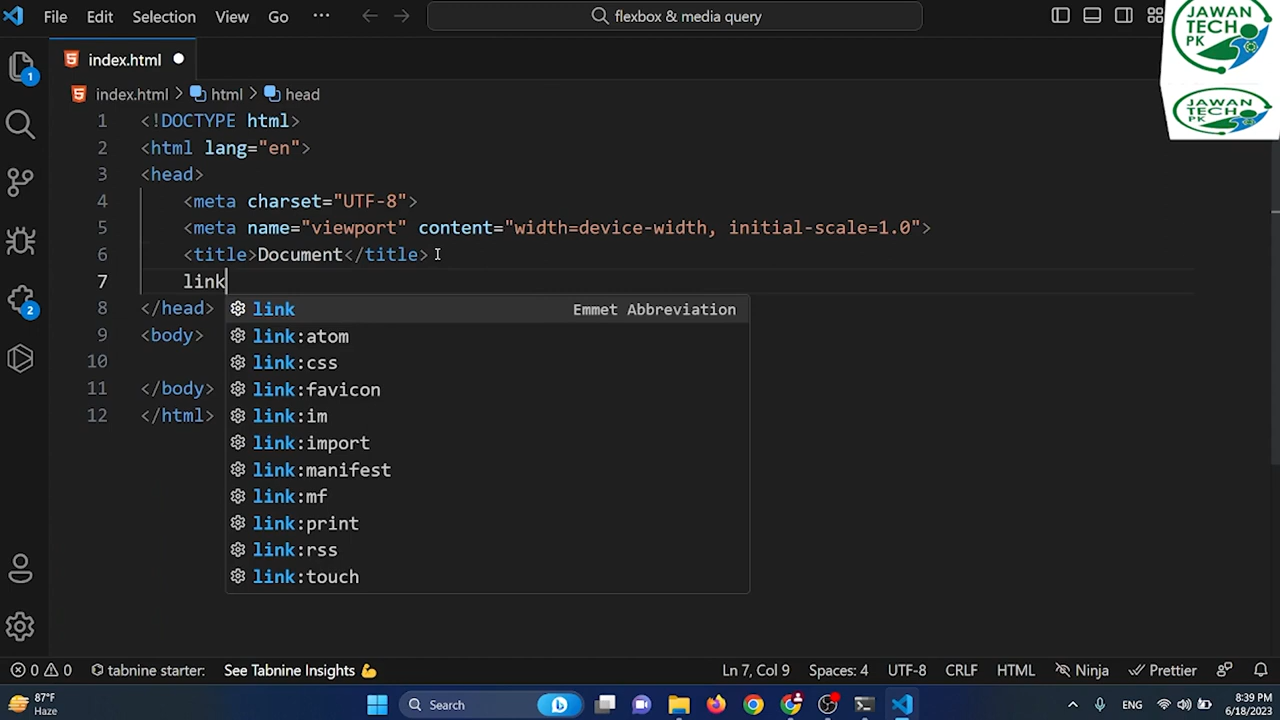 File Edit Selection View Go ··· flexbox & media query
JAWAN
TECH
PK
JAWAN
TECH
PK
index.html
index.html > html > head
1 <!DOCTYPE html>
2 <html lang="en">
3 <head>
4 <meta charset="UTF-8">
5 <meta name="viewport" content="width=device-width, initial-scale=1.0">
6 <title>Document</title>
7 link
8 </head>
9 <body>
10
11 </body>
12 </html>
link Emmet Abbreviation
link:atom
link:css
link:favicon
link:im
link:import
link:manifest
link:mf
link:print
link:rss
link:touch
1
2
0 0 tabnine starter: See Tabnine Insights Ln 7, Col 9 Spaces: 4 UTF-8 CRLF HTML Ninja Prettier
87°F
Haze
Search
ENG
8:39 PM
6/18/2023